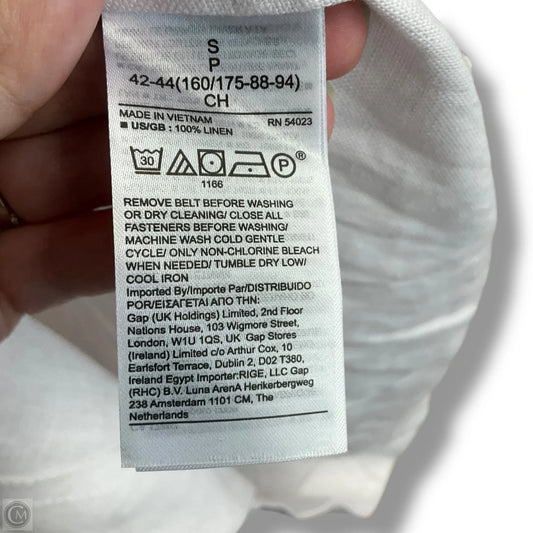 S
P
42-44(160/175-88-94)
CH
MADE IN VIETNAM RN 54023
■ US/GB : 100% LINEN
30 P ®
1166
REMOVE BELT BEFORE WASHING
OR DRY CLEANING/ CLOSE ALL
FASTENERS BEFORE WASHING/
MACHINE WASH COLD GENTLE
CYCLE/ ONLY NON-CHLORINE BLEACH
WHEN NEEDED/ TUMBLE DRY LOW/
COOL IRON
Imported By/Importe Par/DISTRIBUIDO
POR/ΕΙΣΑΓΕΤΑΙ ΑΠΟ ΤΗΝ:
Gap (UK Holdings) Limited, 2nd Floor
Nations House, 103 Wigmore Street,
London, W1U 1QS, UK Gap Stores
(Ireland) Limited c/o Arthur Cox, 10
Earlsfort Terrace, Dublin 2, D02 T380,
Ireland Egypt Importer:RIGE, LLC Gap
(RHC) B.V. Luna ArenA Herikerbergweg
238 Amsterdam 1101 CM, The
Netherlands